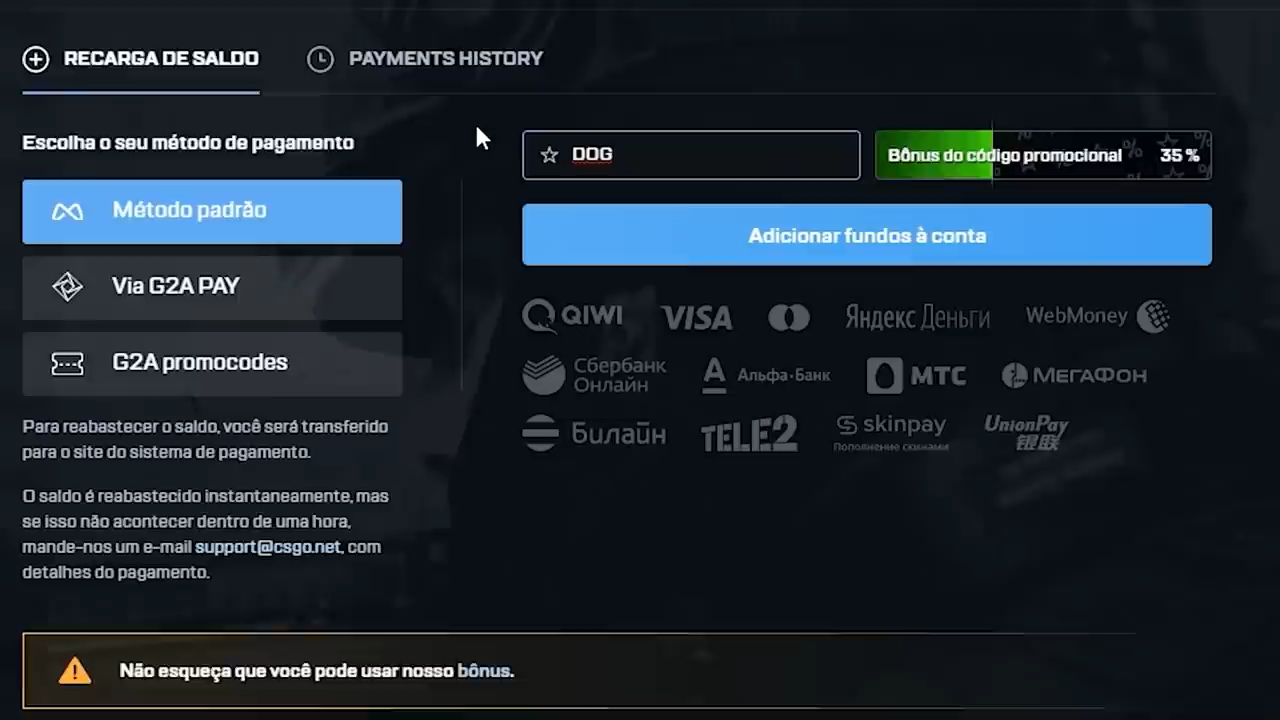 RECARGA DE SALDO
PAYMENTS HISTORY
Escolha o seu método de pagamento
Método padrão
Via G2A PAY
G2A promocodes
Para reabastecer o saldo, você será transferido
para o site do sistema de pagamento.
O saldo é reabastecido instantaneamente, mas
se isso não acontecer dentro de uma hora,
mande-nos um e-mail support@csgo.net, com
detalhes do pagamento.
DOG
Bônus do código promocional 35 %
Adicionar fundos à conta
QIWI VISA Яндекс Деньги WebMoney
Сбербанк
Онлайн
Альфа·Банк МТС МЕГАФОН
Билайн TELE2 skinpay
Пополнение скинами
UnionPay
银联
Não esqueça que você pode usar nosso bônus.